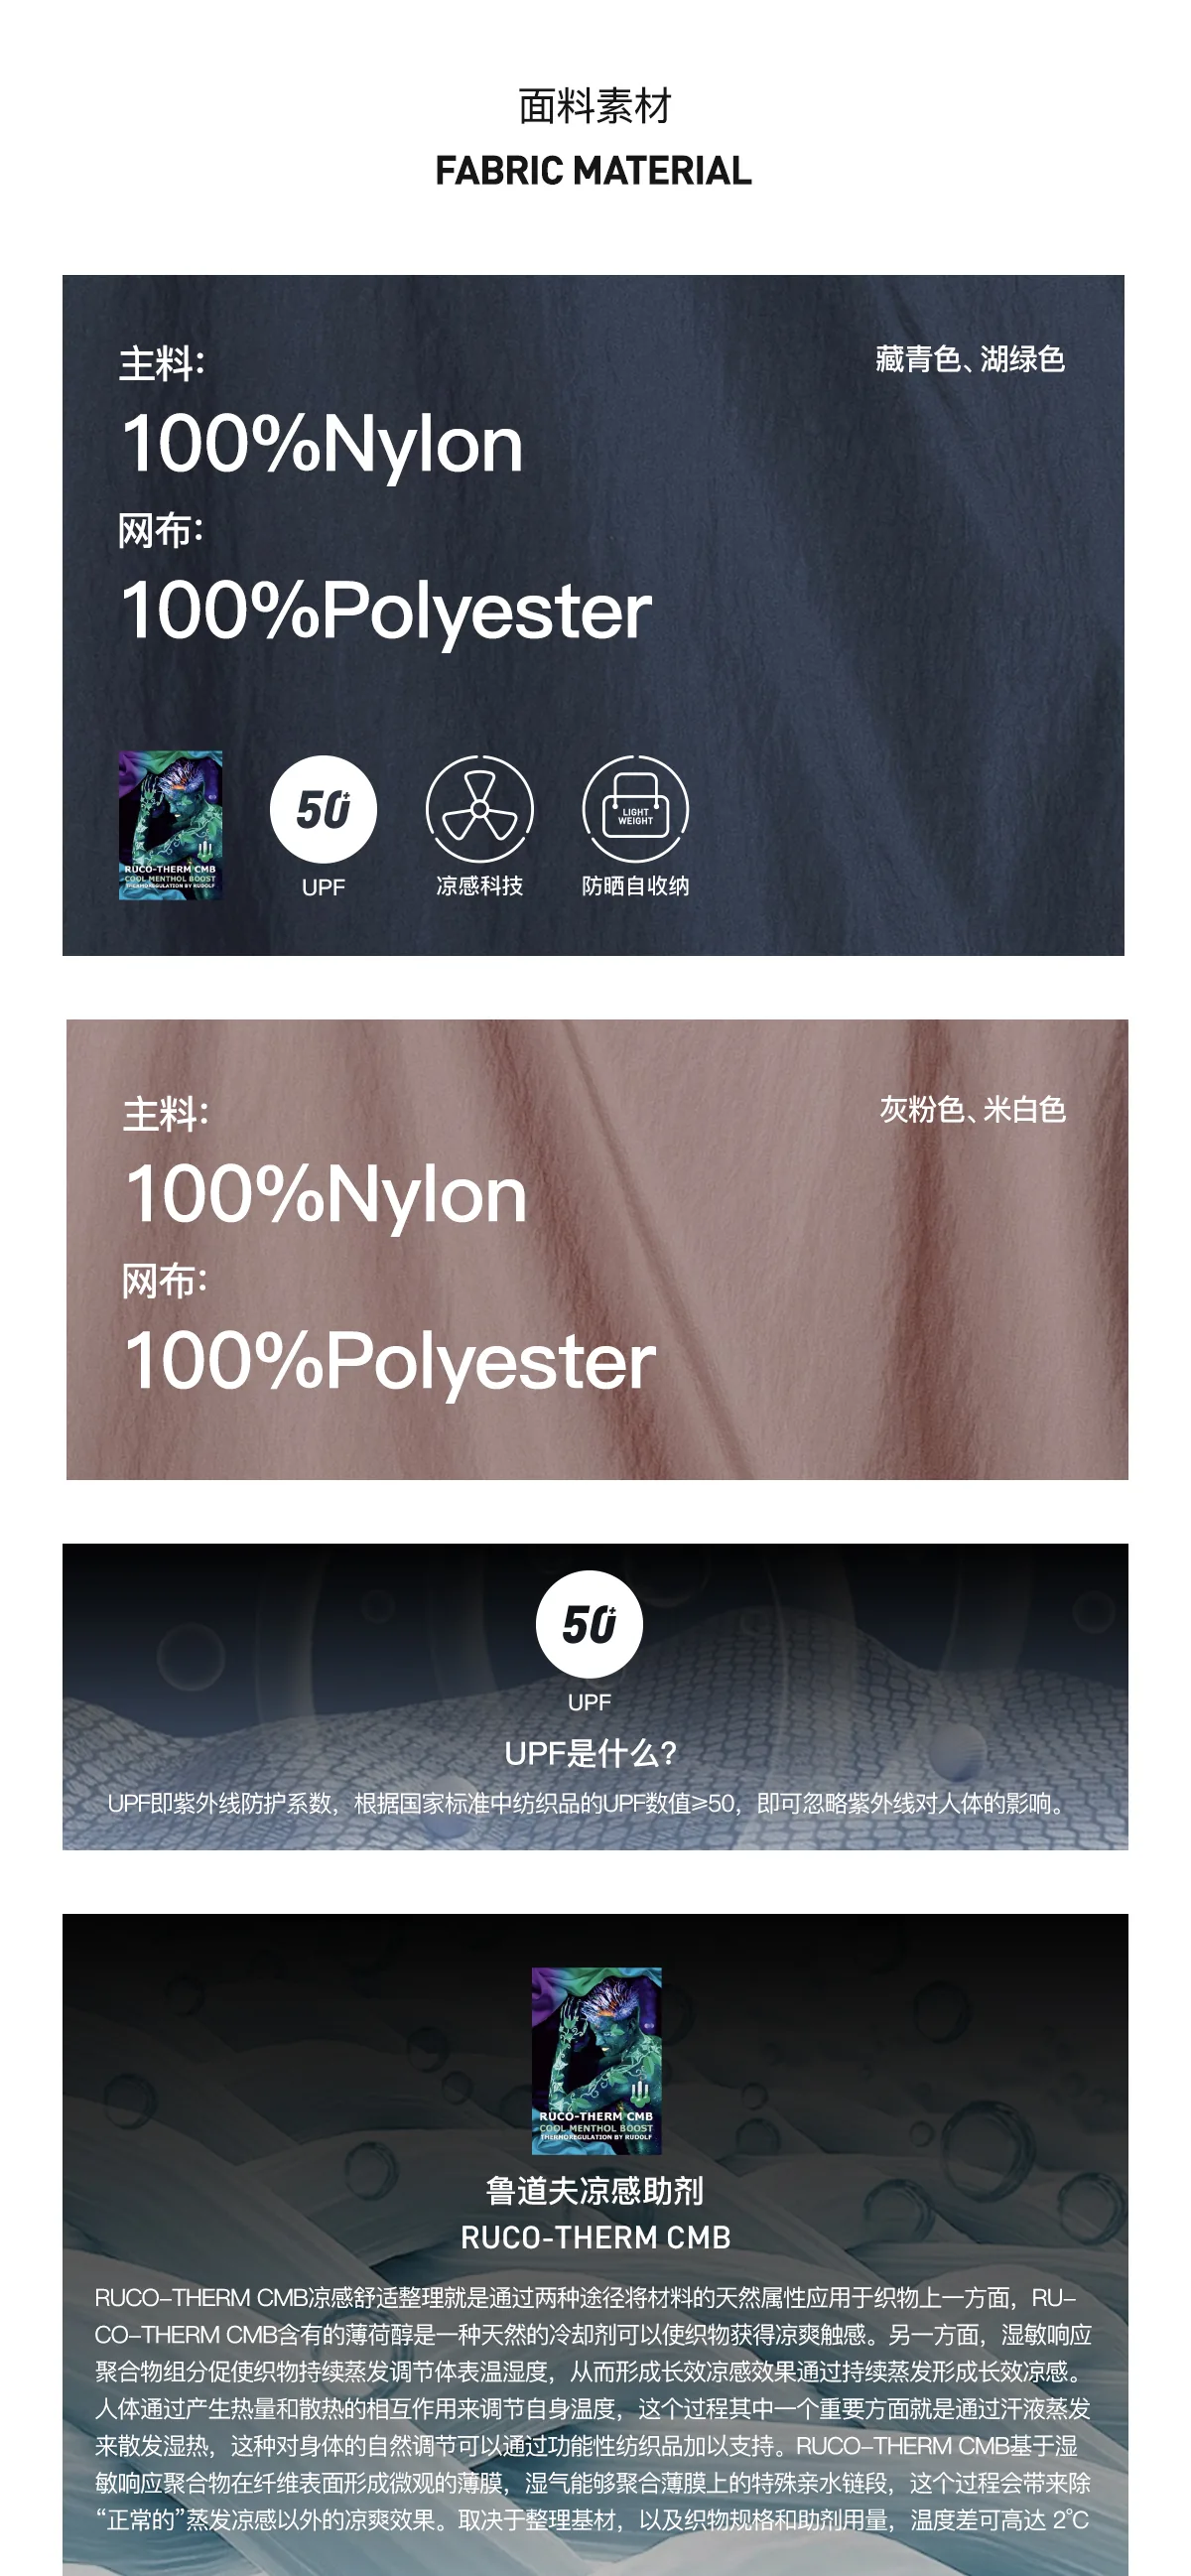 面料素材
FABRIC MATERIAL
主料：
藏青色、湖绿色
100%Nylon
网布：
100%Polyester
RUCO-THERM CMB
COOL MENTHOL BOOST
THERMOREGULATION BY RUDOLF
50+
UPF
凉感科技
LIGHT
WEIGHT
防晒自收纳
主料：
灰粉色、米白色
100%Nylon
网布：
100%Polyester
50+
UPF
UPF是什么?
UPF即紫外线防护系数，根据国家标准中纺织品的UPF数值≥50，即可忽略紫外线对人体的影响。
RUCO-THERM CMB
COOL MENTHOL BOOST
THERMOREGULATION BY RUDOLF
鲁道夫凉感助剂
RUCO-THERM CMB
RUCO-THERM CMB凉感舒适整理就是通过两种途径将材料的天然属性应用于织物上一方面，RU-
CO-THERM CMB含有的薄荷醇是一种天然的冷却剂可以使织物获得凉爽触感。另一方面，湿敏响应
聚合物组分促使织物持续蒸发调节体表温湿度，从而形成长效凉感效果通过持续蒸发形成长效凉感。
人体通过产生热量和散热的相互作用来调节自身温度，这个过程其中一个重要方面就是通过汗液蒸发
来散发湿热，这种对身体的自然调节可以通过功能性纺织品加以支持。RUCO-THERM CMB基于湿
敏响应聚合物在纤维表面形成微观的薄膜，湿气能够聚合薄膜上的特殊亲水链段，这个过程会带来除
“正常的”蒸发凉感以外的凉爽效果。取决于整理基材，以及织物规格和助剂用量，温度差可高达 2℃